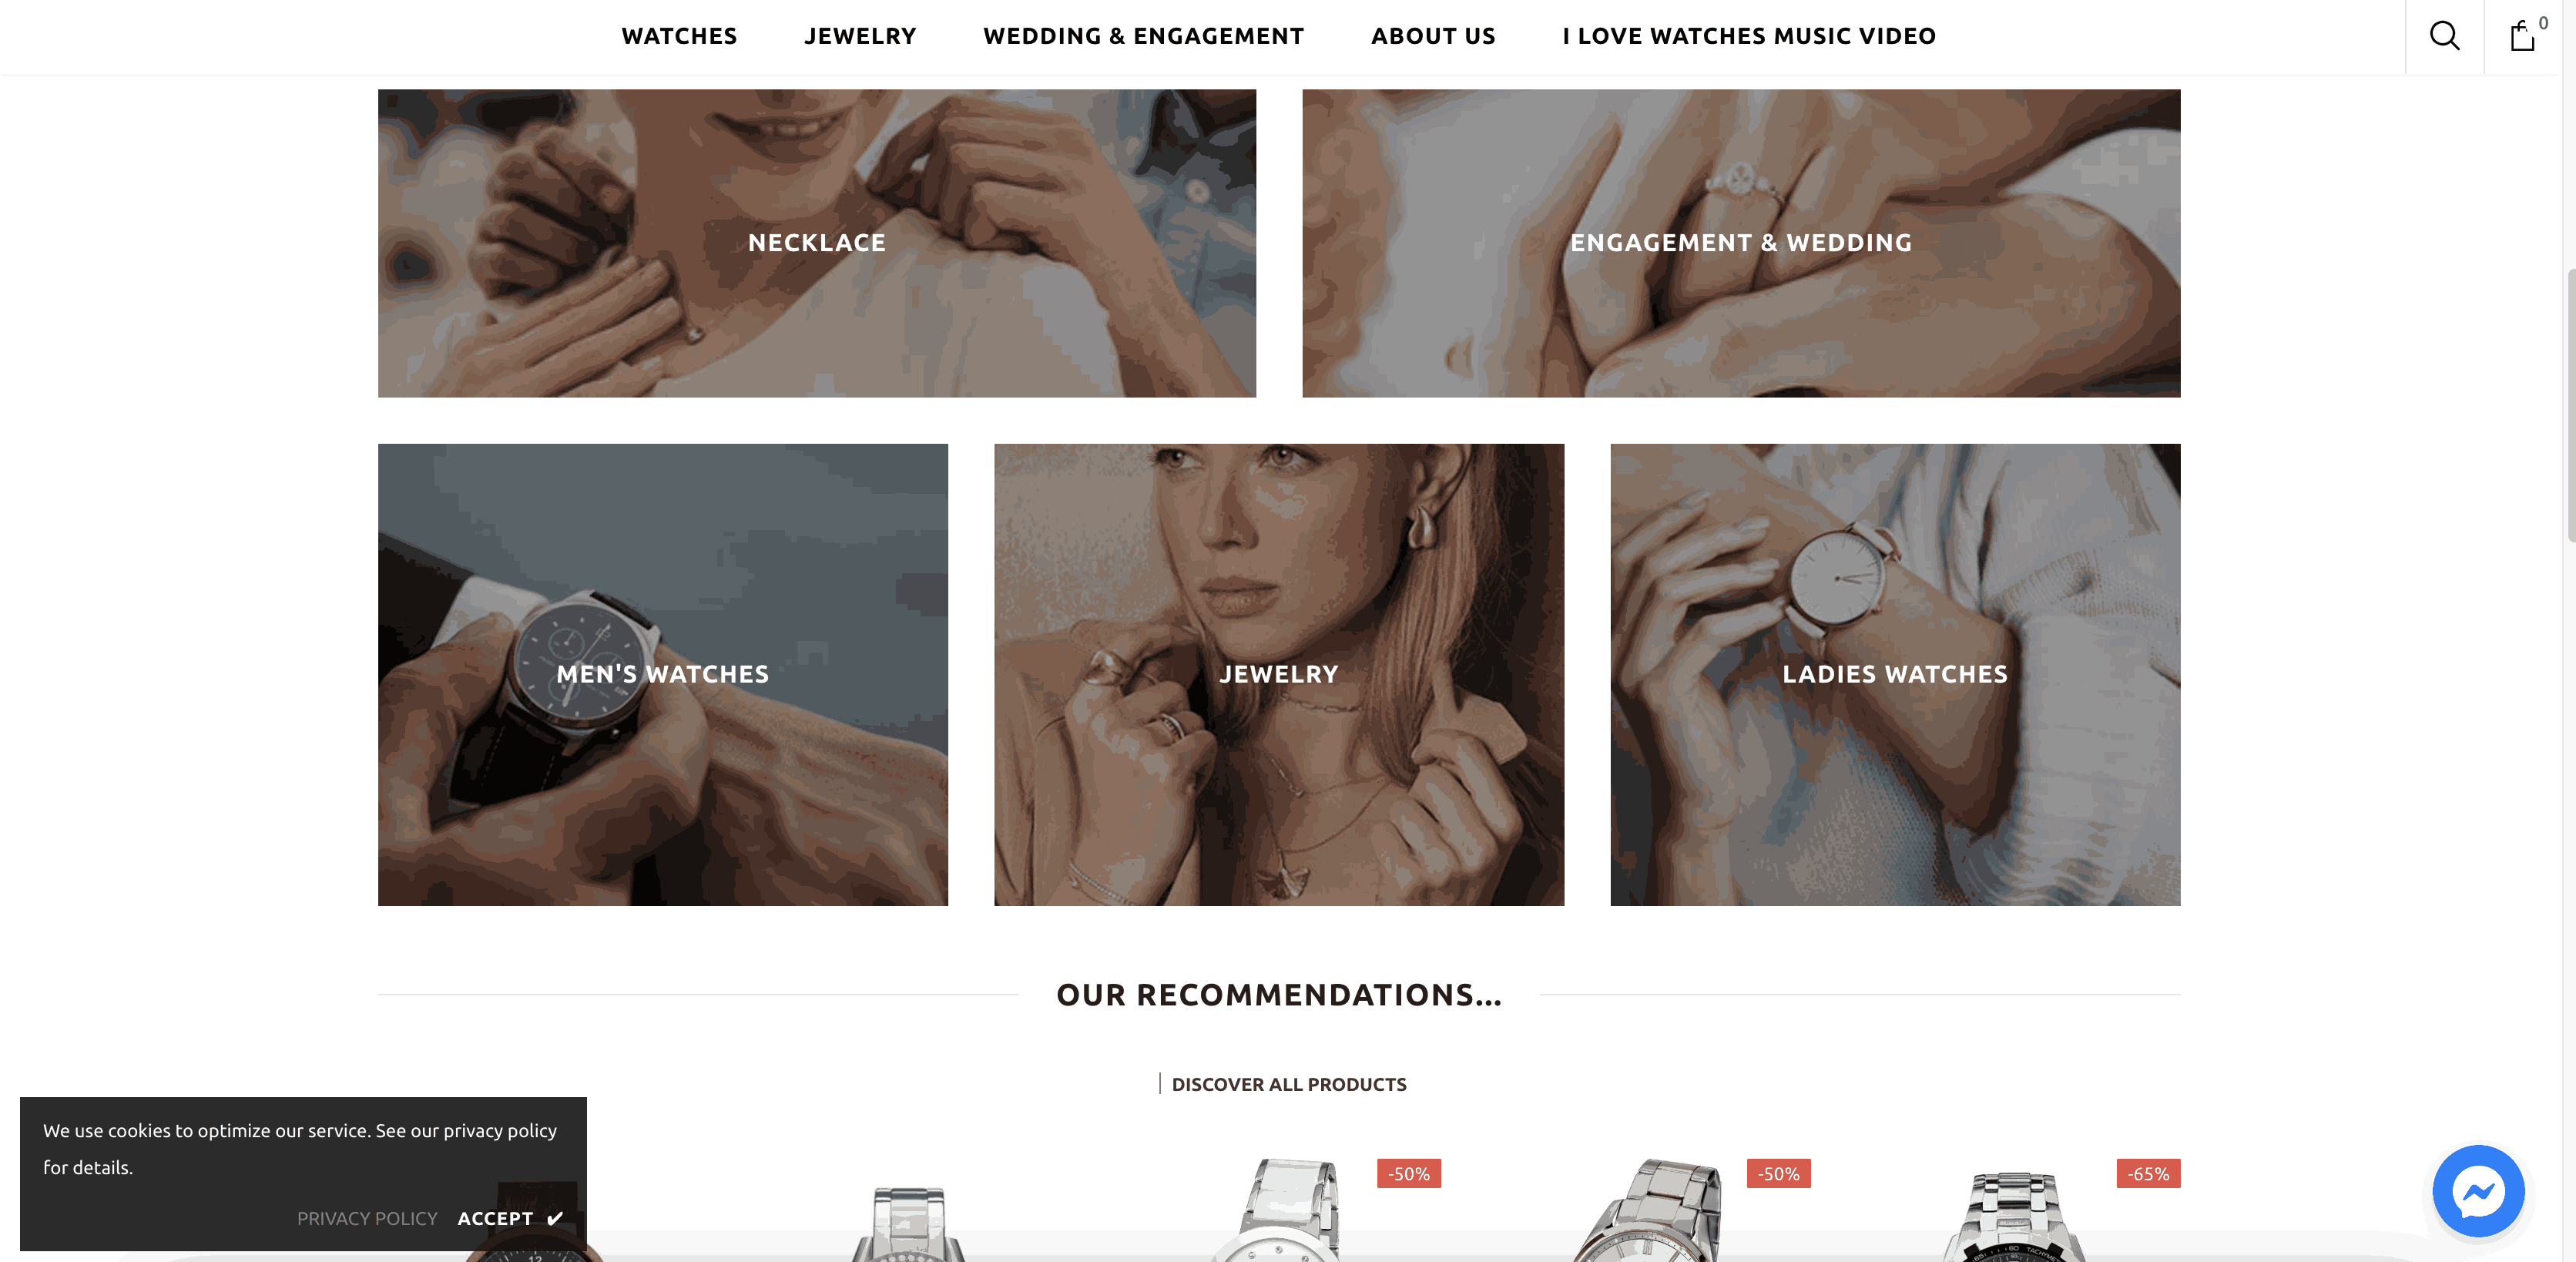 WATCHES JEWELRY WEDDING & ENGAGEMENT ABOUT US I LOVE WATCHES MUSIC VIDEO 0
NECKLACE ENGAGEMENT & WEDDING
MEN'S WATCHES JEWELRY LADIES WATCHES
OUR RECOMMENDATIONS...
DISCOVER ALL PRODUCTS
We use cookies to optimize our service. See our privacy policy
for details.
PRIVACY POLICY ACCEPT ✔
-50% -50% -65%
12